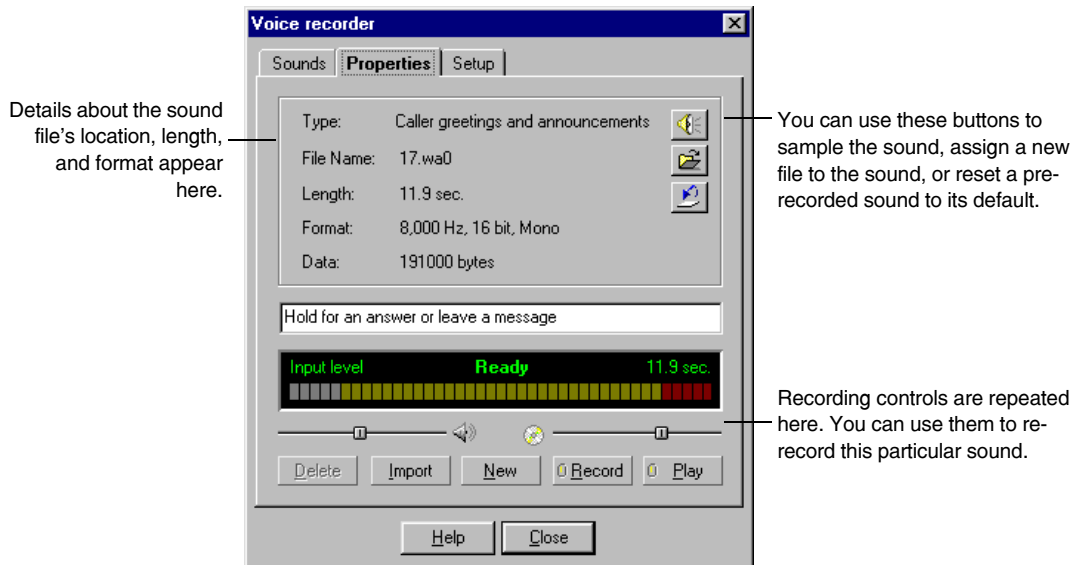 Voice recorder
Sounds
Properties
Setup
Details about the sound
file's location, length,
and format appear
here.
Type: Caller greetings and announcements
File Name: 17.wa0
Length: 11.9 sec.
Format: 8,000 Hz, 16 bit, Mono
Data: 191000 bytes
You can use these buttons to
sample the sound, assign a new
file to the sound, or reset a pre-
recorded sound to its default.
Hold for an answer or leave a message
Input level Ready 11.9 sec.
Recording controls are repeated
here. You can use them to re-
record this particular sound.
Delete
Import
New
Record
Play
Help
Close